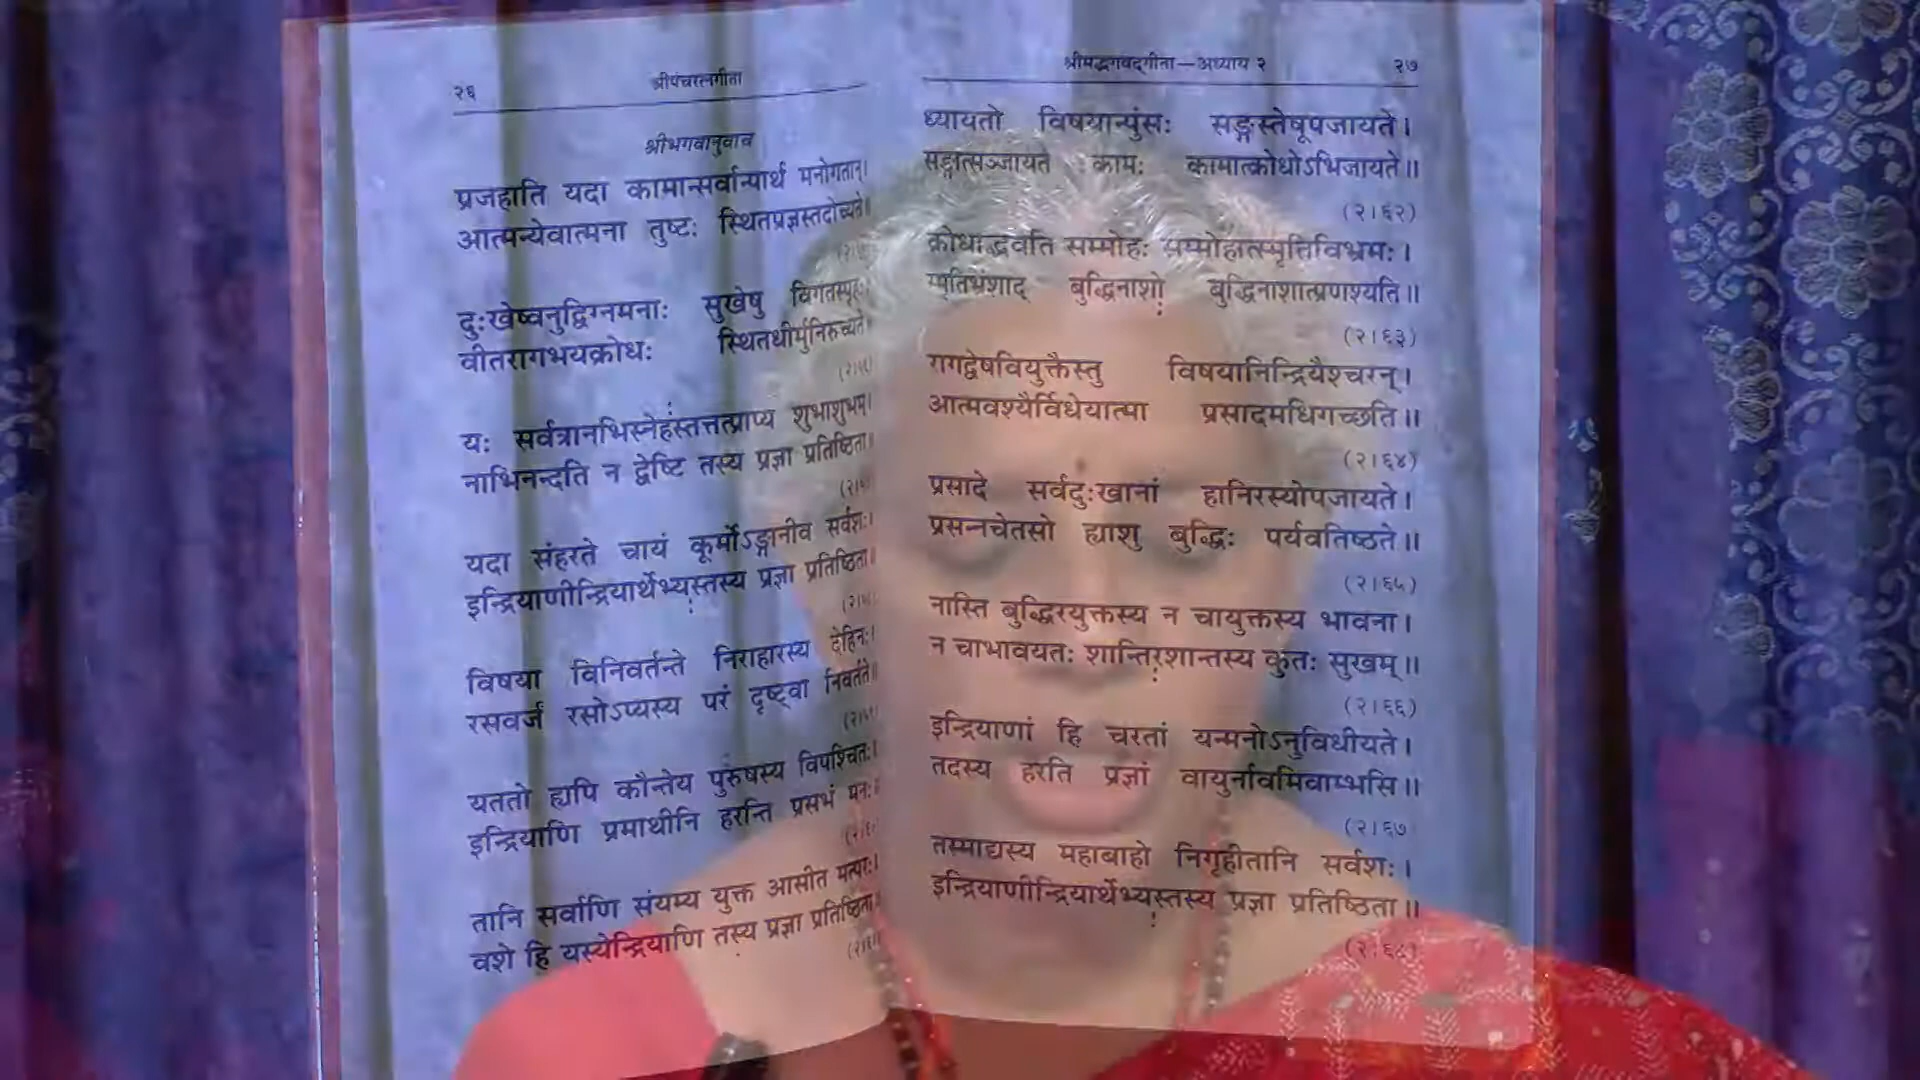 २६ श्रीपंचरत्नगीता
श्रीभगवानुवाच
प्रजहाति यदा कामान्सर्वान्पार्थ मनोगतान्।
आत्मन्येवात्मना तुष्टः स्थितप्रज्ञस्तदोच्यते॥
दुःखेष्वनुद्विग्नमनाः सुखेषु विगतस्पृहः।
वीतरागभयक्रोधः स्थितधीर्मुनिरुच्यते॥
यः सर्वत्रानभिस्नेहस्तत्तत्प्राप्य शुभाशुभम्।
नाभिनन्दति न द्वेष्टि तस्य प्रज्ञा प्रतिष्ठिता॥
यदा संहरते चायं कूर्मोऽङ्गानीव सर्वशः।
इन्द्रियाणीन्द्रियार्थेभ्यस्तस्य प्रज्ञा प्रतिष्ठिता॥
विषया विनिवर्तन्ते निराहारस्य देहिनः।
रसवर्जं रसोऽप्यस्य परं दृष्ट्वा निवर्तते॥
यततो ह्यपि कौन्तेय पुरुषस्य विपश्चितः।
इन्द्रियाणि प्रमाथीनि हरन्ति प्रसभं मनः॥
तानि सर्वाणि संयम्य युक्त आसीत मत्परः।
वशे हि यस्येन्द्रियाणि तस्य प्रज्ञा प्रतिष्ठिता॥
श्रीमद्भगवद्‌गीता—अध्याय २ २७
ध्यायतो विषयान्पुंसः सङ्गस्तेषूपजायते।
सङ्गात्सञ्जायते कामः कामात्क्रोधोऽभिजायते॥
(२।६२)
क्रोधाद्भवति सम्मोहः सम्मोहात्स्मृतिविभ्रमः।
स्मृतिभ्रंशाद् बुद्धिनाशो बुद्धिनाशात्प्रणश्यति॥
(२।६३)
रागद्वेषवियुक्तैस्तु विषयानिन्द्रियैश्चरन्।
आत्मवश्यैर्विधेयात्मा प्रसादमधिगच्छति॥
(२।६४)
प्रसादे सर्वदुःखानां हानिरस्योपजायते।
प्रसन्नचेतसो ह्याशु बुद्धिः पर्यवतिष्ठते॥
(२।६५)
नास्ति बुद्धिरयुक्तस्य न चायुक्तस्य भावना।
न चाभावयतः शान्तिरशान्तस्य कुतः सुखम्॥
(२।६६)
इन्द्रियाणां हि चरतां यन्मनोऽनुविधीयते।
तदस्य हरति प्रज्ञां वायुर्नावमिवाम्भसि॥
(२।६७)
तस्माद्यस्य महाबाहो निगृहीतानि सर्वशः।
इन्द्रियाणीन्द्रियार्थेभ्यस्तस्य प्रज्ञा प्रतिष्ठिता॥
(२।६८)